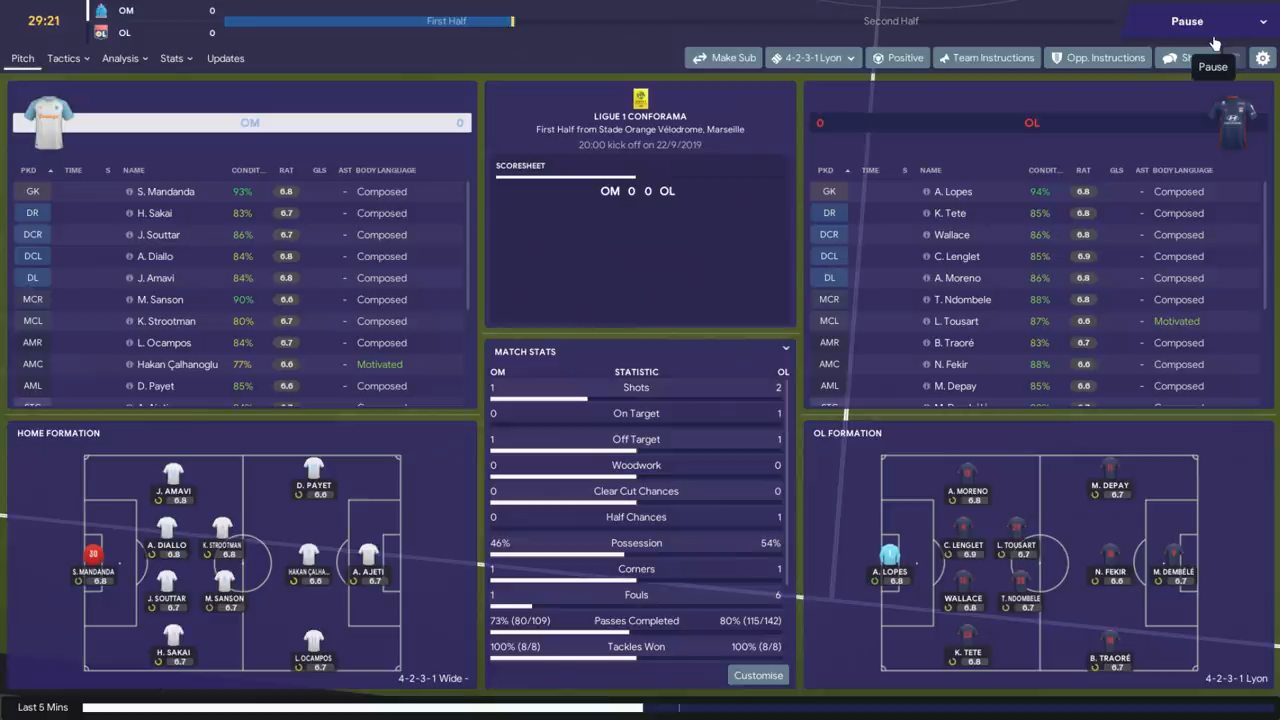 29:21
OM 0
OL 0
First Half
Second Half
Pause
Pitch Tactics Analysis Stats Updates
Make Sub 4-2-3-1 Lyon Positive Team Instructions Opp. Instructions
Pause
OM 0
PKD TIME S NAME CONDIT... RAT GLS AST BODY LANGUAGE
GK S. Mandanda 93% 6.8 - Composed
DR H. Sakai 83% 6.7 - Composed
DCR J. Souttar 86% 6.7 - Composed
DCL A. Diallo 84% 6.8 - Composed
DL J. Amavi 84% 6.8 - Composed
MCR M. Sanson 90% 6.6 - Composed
MCL K. Strootman 80% 6.7 - Composed
AMR L. Ocampos 84% 6.7 - Composed
AMC Hakan Çalhanoglu 77% 6.6 - Motivated
AML D. Payet 85% 6.6 - Composed
LIGUE 1 CONFORAMA
First Half from Stade Orange Vélodrome, Marseille
20:00 kick off on 22/9/2019
SCORESHEET
OM 0 0 OL
0 OL
PKD TIME S NAME CONDIT... RAT GLS AST BODY LANGUAGE
GK A. Lopes 94% 6.8 - Composed
DR K. Tete 85% 6.8 - Composed
DCR Wallace 86% 6.8 - Composed
DCL C. Lenglet 85% 6.9 - Composed
DL A. Moreno 86% 6.8 - Composed
MCR T. Ndombele 88% 6.8 - Composed
MCL L. Tousart 87% 6.6 - Motivated
AMR B. Traoré 83% 6.7 - Composed
AMC N. Fekir 88% 6.6 - Composed
AML M. Depay 85% 6.6 - Composed
MATCH STATS
OM STATISTIC OL
1 Shots 2
0 On Target 1
1 Off Target 1
0 Woodwork 0
0 Clear Cut Chances 0
0 Half Chances 1
46% Possession 54%
1 Corners 1
1 Fouls 6
73% (80/109) Passes Completed 80% (115/142)
100% (8/8) Tackles Won 100% (8/8)
Customise
HOME FORMATION
J. AMAVI
D. PAYET
6.6
A. DIALLO
6.8
K. STROOTMAN
6.8
30
S. MANDANDA
6.8
HAKAN ÇALHA...
6.6
A. AJETI
6.7
J. SOUTTAR
6.7
M. SANSON
6.7
H. SAKAI
6.7
L OCAMPOS
6.7
4-2-3-1 Wide -
OL FORMATION
A. MORENO
6.8
M. DEPAY
6.7
C. LENGLET
6.9
L. TOUSART
6.7
1
A. LOPES
6.8
N. FEKIR
6.6
M. DEMBÉLÉ
6.7
WALLACE
6.8
T. NDOMBELE
6.7
K. TETE
6.8
B. TRAORÉ
6.7
4-2-3-1 Lyon
Last 5 Mins